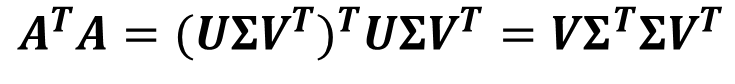 𝑨ᵀ𝑨 = (𝑼𝚺𝑽ᵀ)ᵀ𝑼𝚺𝑽ᵀ = 𝑽𝚺ᵀ𝚺𝑽ᵀ